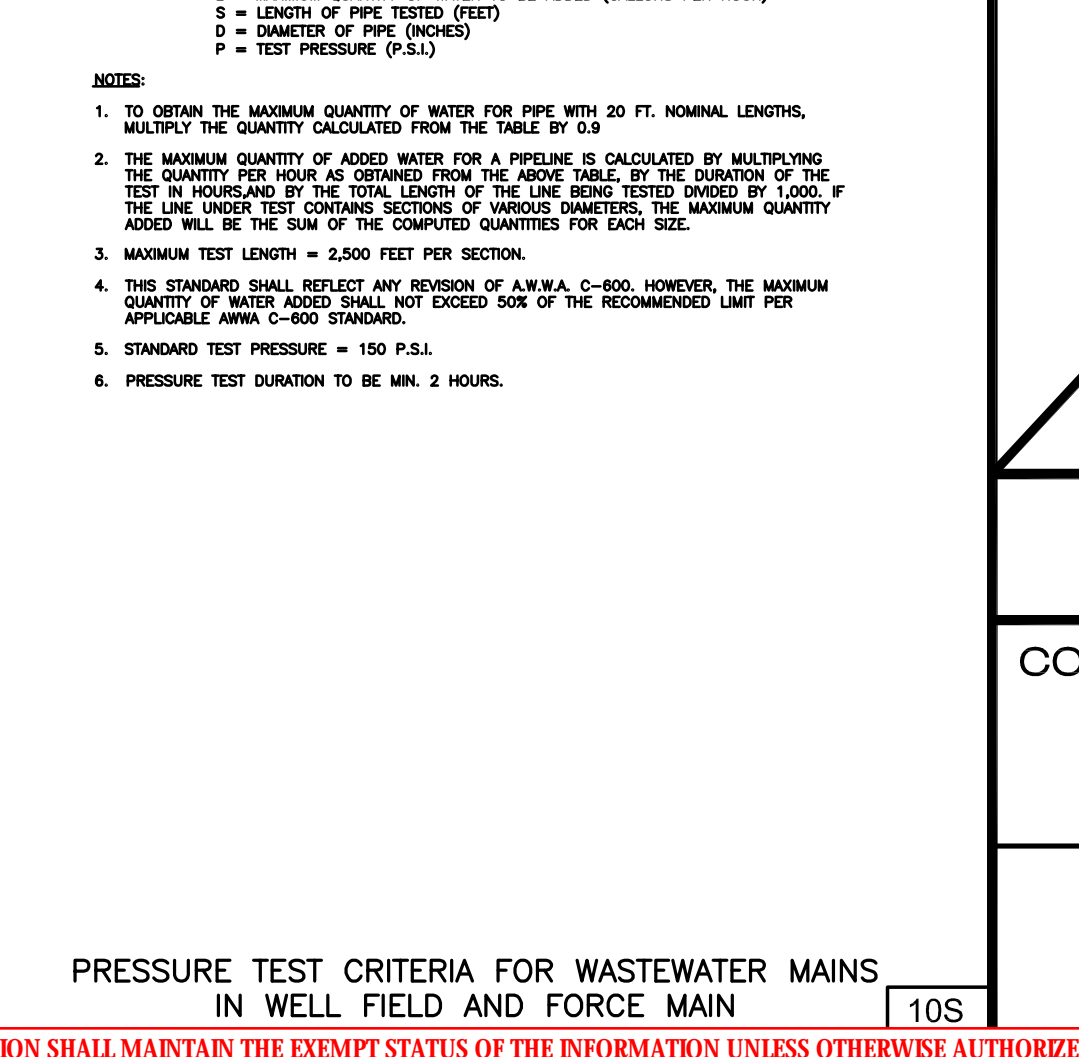 S = LENGTH OF PIPE TESTED (FEET)
D = DIAMETER OF PIPE (INCHES)
P = TEST PRESSURE (P.S.I.)
NOTES:
1. TO OBTAIN THE MAXIMUM QUANTITY OF WATER FOR PIPE WITH 20 FT. NOMINAL LENGTHS,
MULTIPLY THE QUANTITY CALCULATED FROM THE TABLE BY 0.9
2. THE MAXIMUM QUANTITY OF ADDED WATER FOR A PIPELINE IS CALCULATED BY MULTIPLYING
THE QUANTITY PER HOUR AS OBTAINED FROM THE ABOVE TABLE, BY THE DURATION OF THE
TEST IN HOURS,AND BY THE TOTAL LENGTH OF THE LINE BEING TESTED DIVIDED BY 1,000. IF
THE LINE UNDER TEST CONTAINS SECTIONS OF VARIOUS DIAMETERS, THE MAXIMUM QUANTITY
ADDED WILL BE THE SUM OF THE COMPUTED QUANTITIES FOR EACH SIZE.
3. MAXIMUM TEST LENGTH = 2,500 FEET PER SECTION.
4. THIS STANDARD SHALL REFLECT ANY REVISION OF A.W.W.A. C-600. HOWEVER, THE MAXIMUM
QUANTITY OF WATER ADDED SHALL NOT EXCEED 50% OF THE RECOMMENDED LIMIT PER
APPLICABLE AWWA C-600 STANDARD.
5. STANDARD TEST PRESSURE = 150 P.S.I.
6. PRESSURE TEST DURATION TO BE MIN. 2 HOURS.
CO
PRESSURE TEST CRITERIA FOR WASTEWATER MAINS
IN WELL FIELD AND FORCE MAIN
10S
ION SHALL MAINTAIN THE EXEMPT STATUS OF THE INFORMATION UNLESS OTHERWISE AUTHORIZE